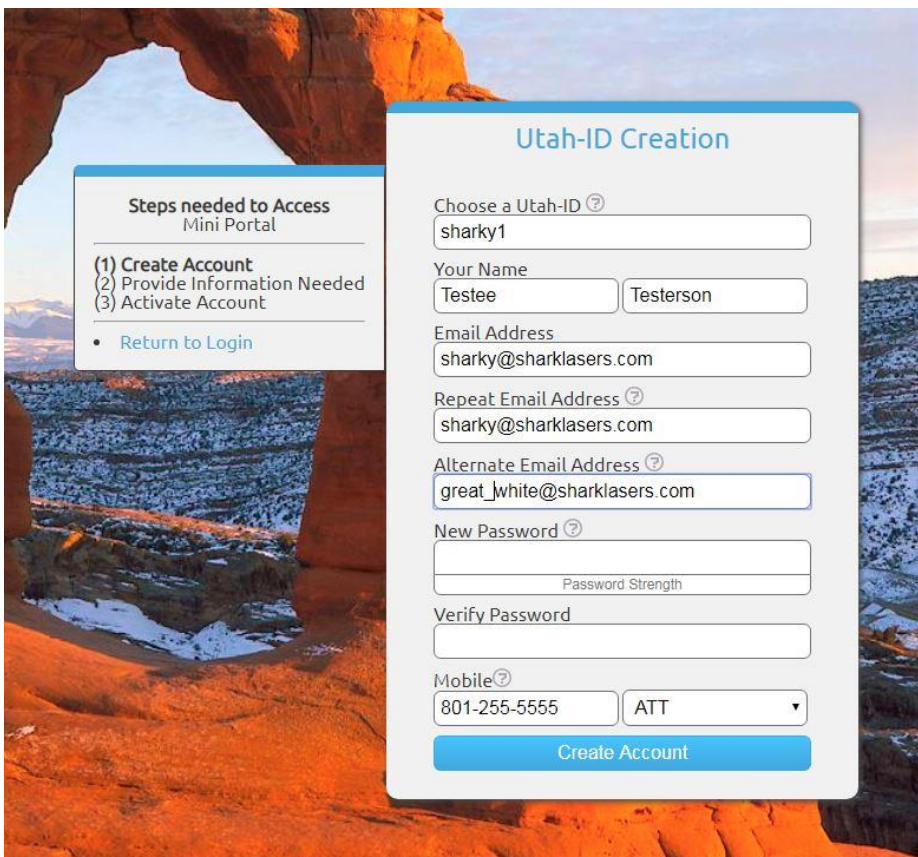 Steps needed to Access
Mini Portal
(1) Create Account
(2) Provide Information Needed
(3) Activate Account
• Return to Login
Utah-ID Creation
Choose a Utah-ID ?
sharky1
Your Name
Testee Testerson
Email Address
sharky@sharklasers.com
Repeat Email Address ?
sharky@sharklasers.com
Alternate Email Address ?
great_white@sharklasers.com
New Password ?
Password Strength
Verify Password
Mobile ?
801-255-5555 ATT
Create Account